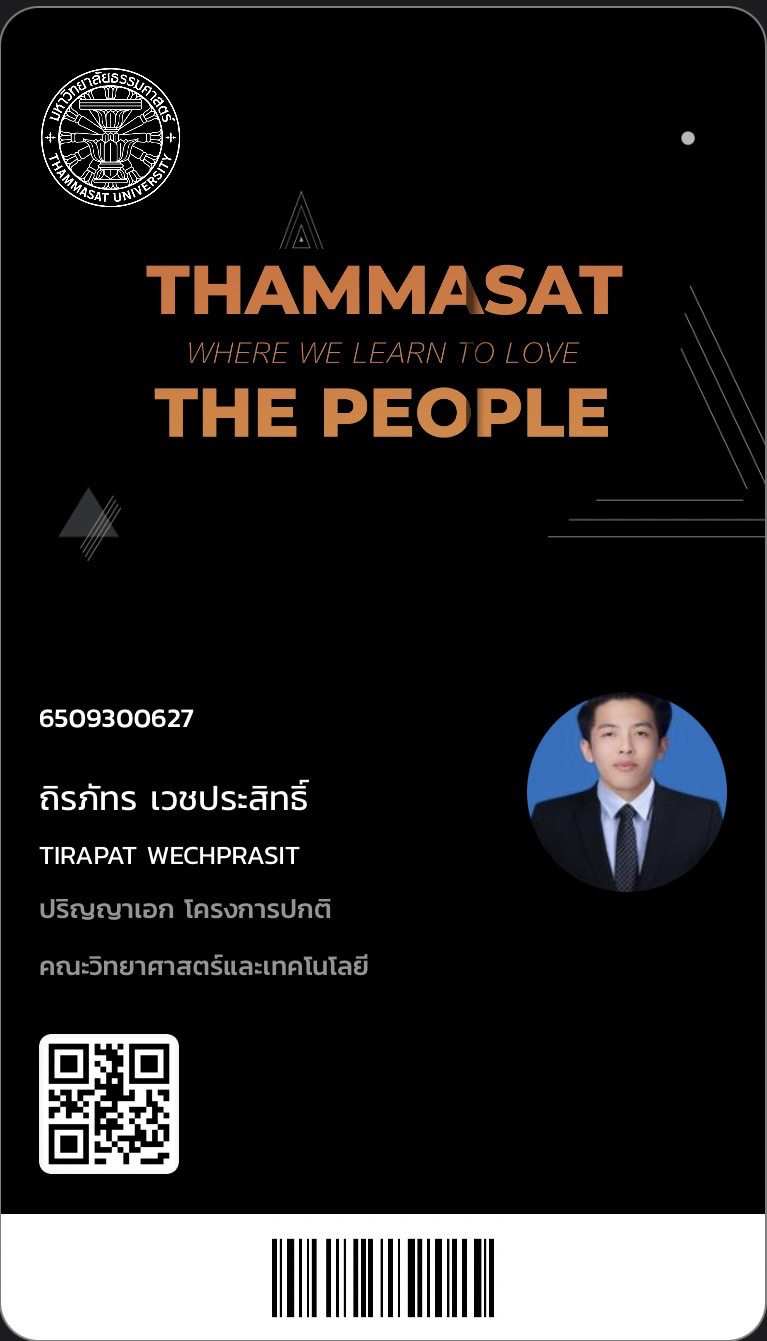 มหาวิทยาลัยธรรมศาสตร์
THAMMASAT UNIVERSITY
THAMMASAT
WHERE WE LEARN TO LOVE
THE PEOPLE
6509300627
ถิรภัทร เวชประสิทธิ์
TIRAPAT WECHPRASIT
ปริญญาเอก โครงการปกติ
คณะวิทยาศาสตร์และเทคโนโลยี